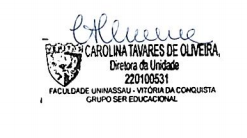 CAROLINA TAVARES DE OLIVEIRA
Diretora da Unidade
220100531
FACULDADE UNINASSAU - VITÓRIA DA CONQUISTA
GRUPO SER EDUCACIONAL